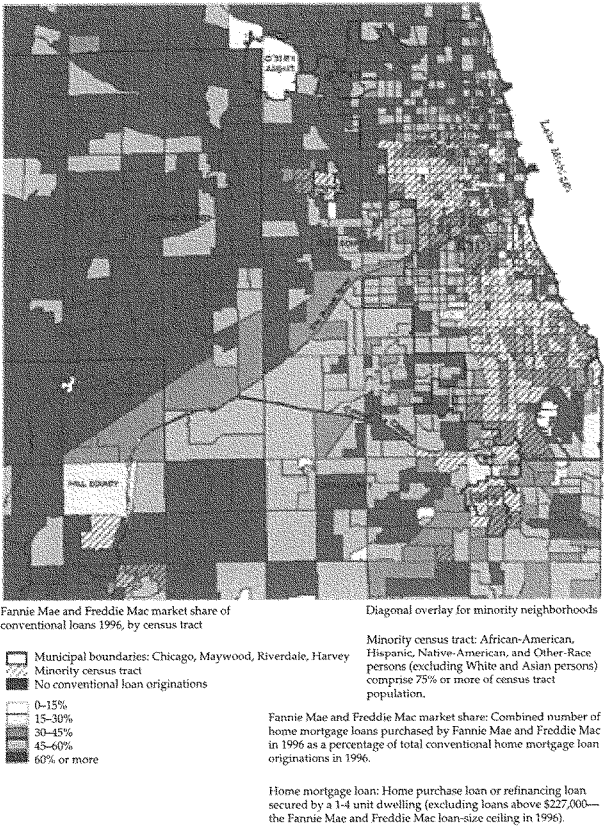 Lake Michigan
WILL COUNTY
Fannie Mae and Freddie Mac market share of
conventional loans 1996, by census tract
Municipal boundaries: Chicago, Maywood, Riverdale, Harvey
Minority census tract
No conventional loan originations
0–15%
15–30%
30–45%
45–60%
60% or more
Diagonal overlay for minority neighborhoods
Minority census tract: African-American,
Hispanic, Native-American, and Other-Race
persons (excluding White and Asian persons)
comprise 75% or more of census tract
population.
Fannie Mae and Freddie Mac market share: Combined number of
home mortgage loans purchased by Fannie Mae and Freddie Mac
in 1996 as a percentage of total conventional home mortgage loan
originations in 1996.
Home mortgage loan: Home purchase loan or refinancing loan
secured by a 1-4 unit dwelling (excluding loans above $227,000—
the Fannie Mae and Freddie Mac loan-size ceiling in 1996).